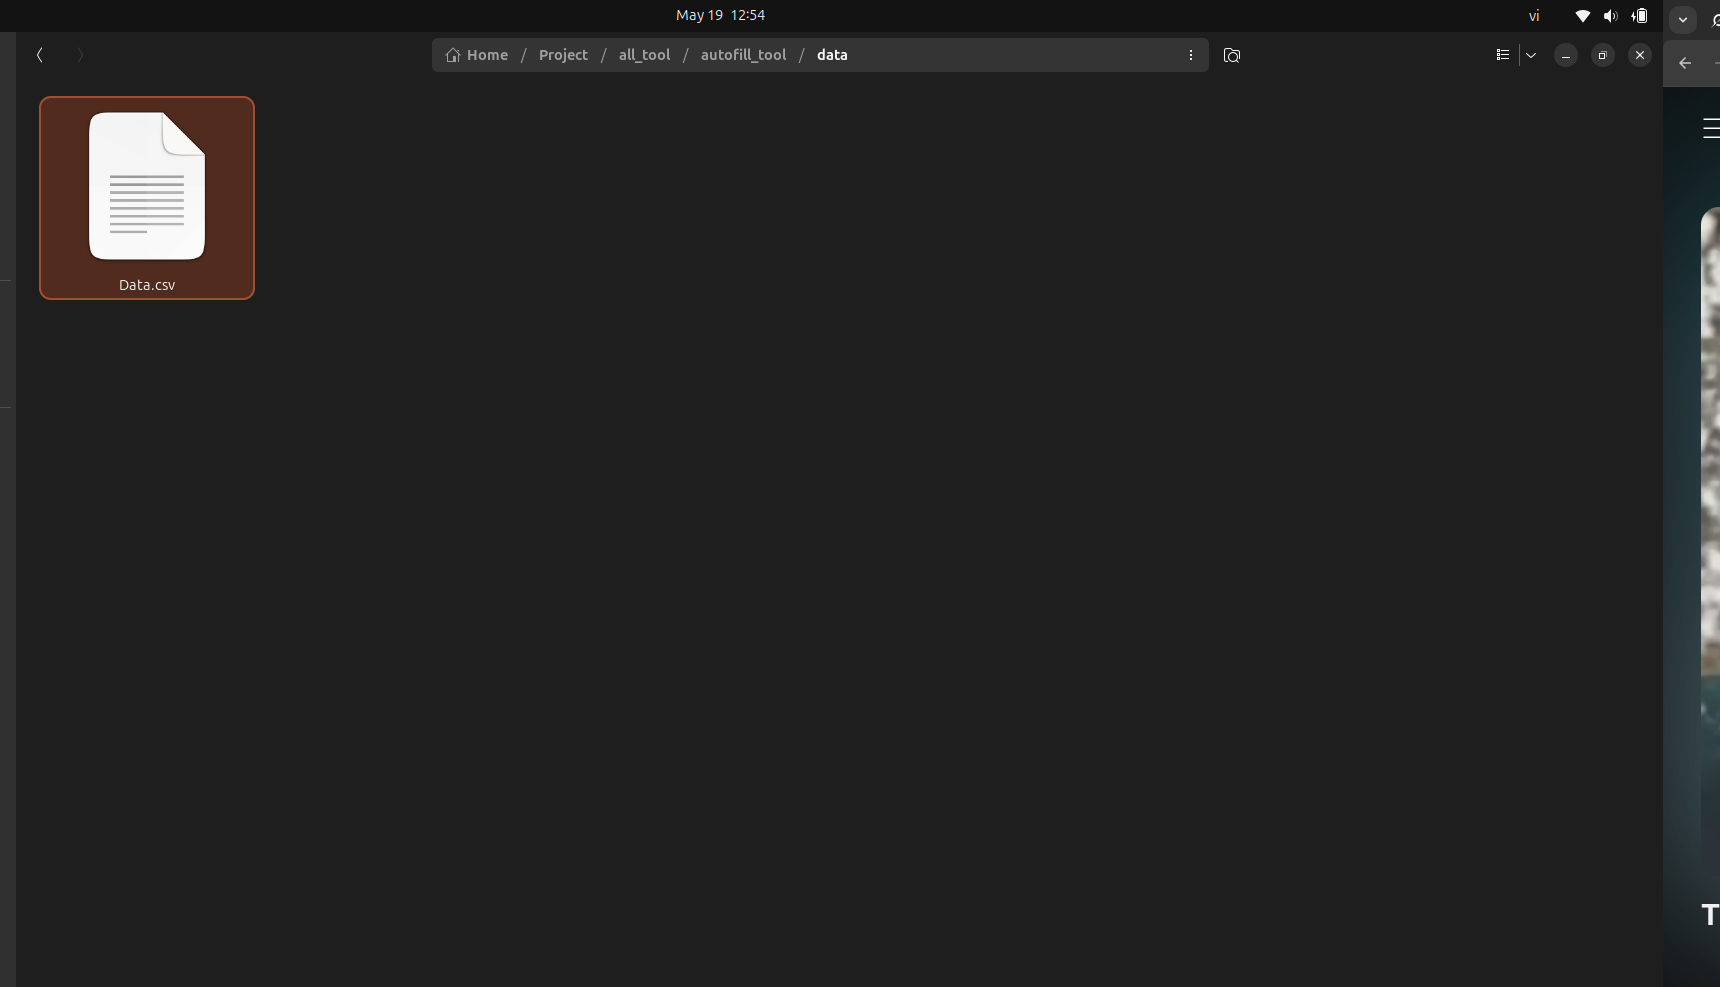 May 19 12:54
vi
Home / Project / all_tool / autofill_tool / data
Data.csv
T